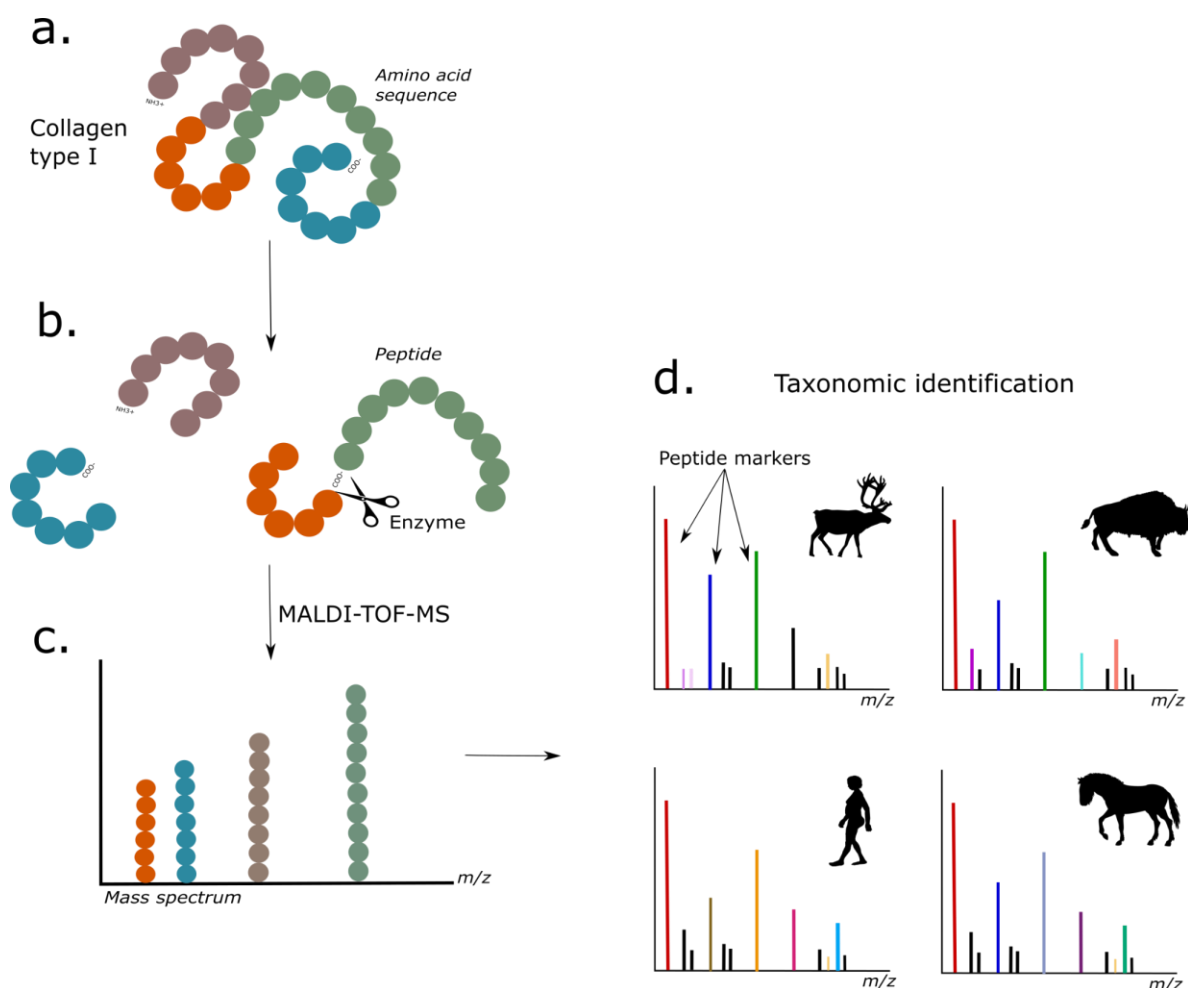 a.
Amino acid
sequence
NH3+
Collagen
type I
COO-
b.
Peptide
NH3+
COO-
COO-
Enzyme
MALDI-TOF-MS
c.
m/z
Mass spectrum
d.
Taxonomic identification
Peptide markers
m/z
m/z
m/z
m/z